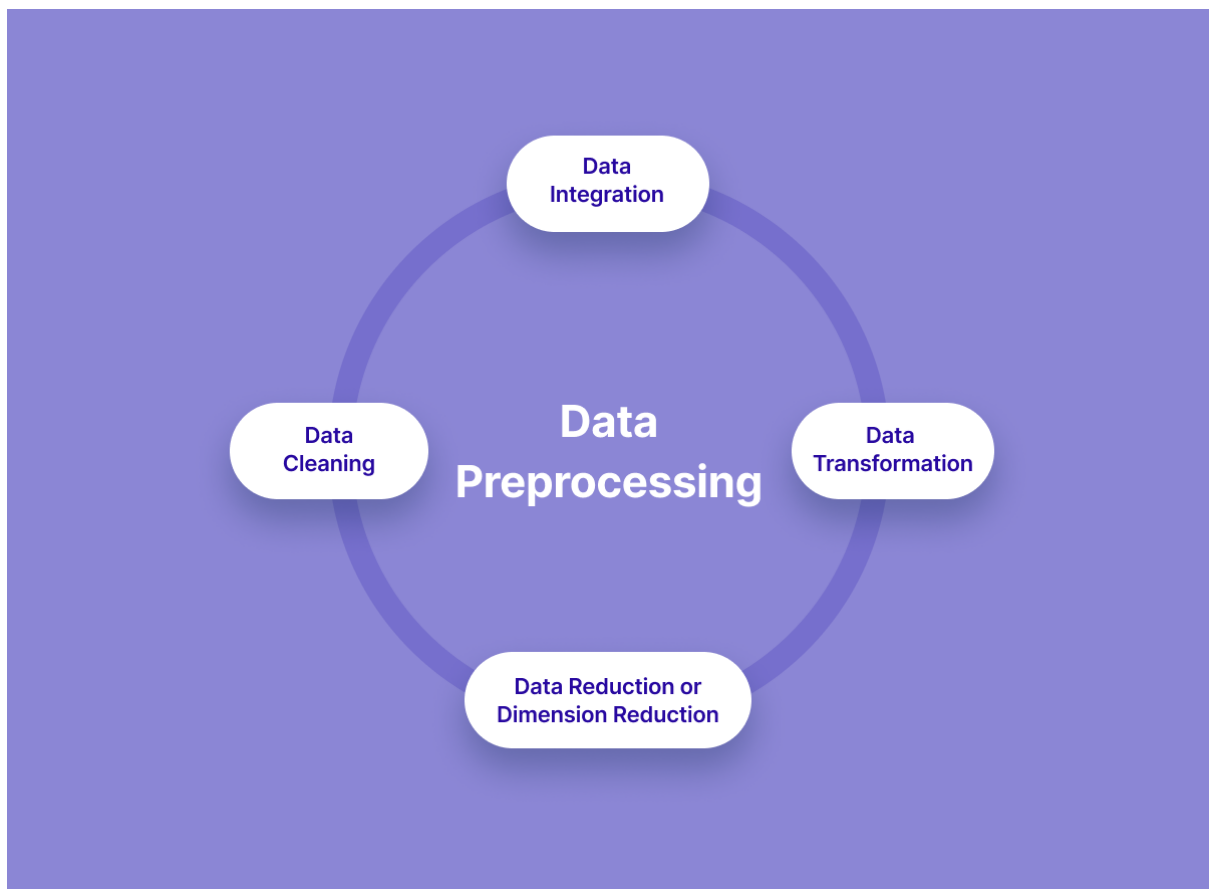 Data
Integration
Data
Cleaning
Data
Preprocessing
Data
Transformation
Data Reduction or
Dimension Reduction